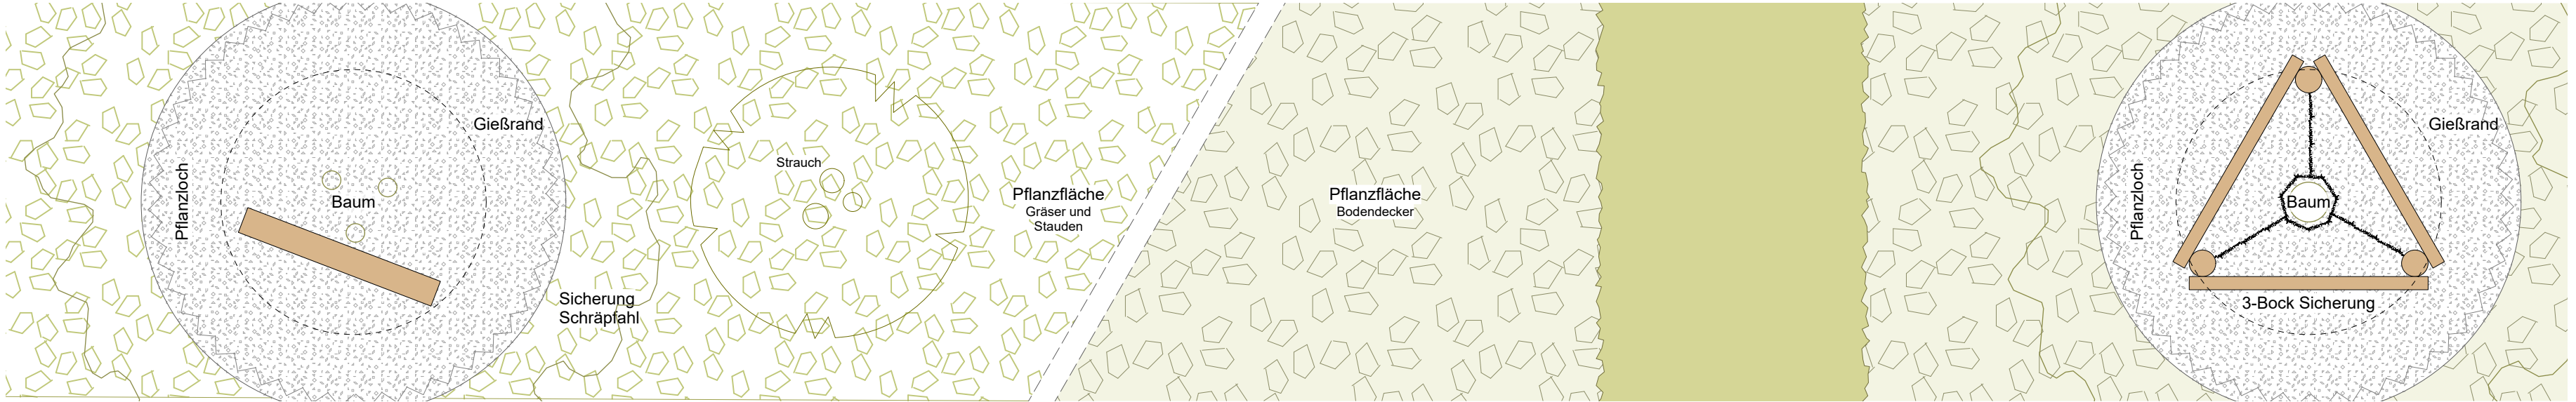 Gießrand
Pflanzloch
Baum
Sicherung
Schräpfahl
Strauch
Pflanzfläche
Gräser und
Stauden
Pflanzfläche
Bodendecker
Gießrand
Pflanzloch
Baum
3-Bock Sicherung